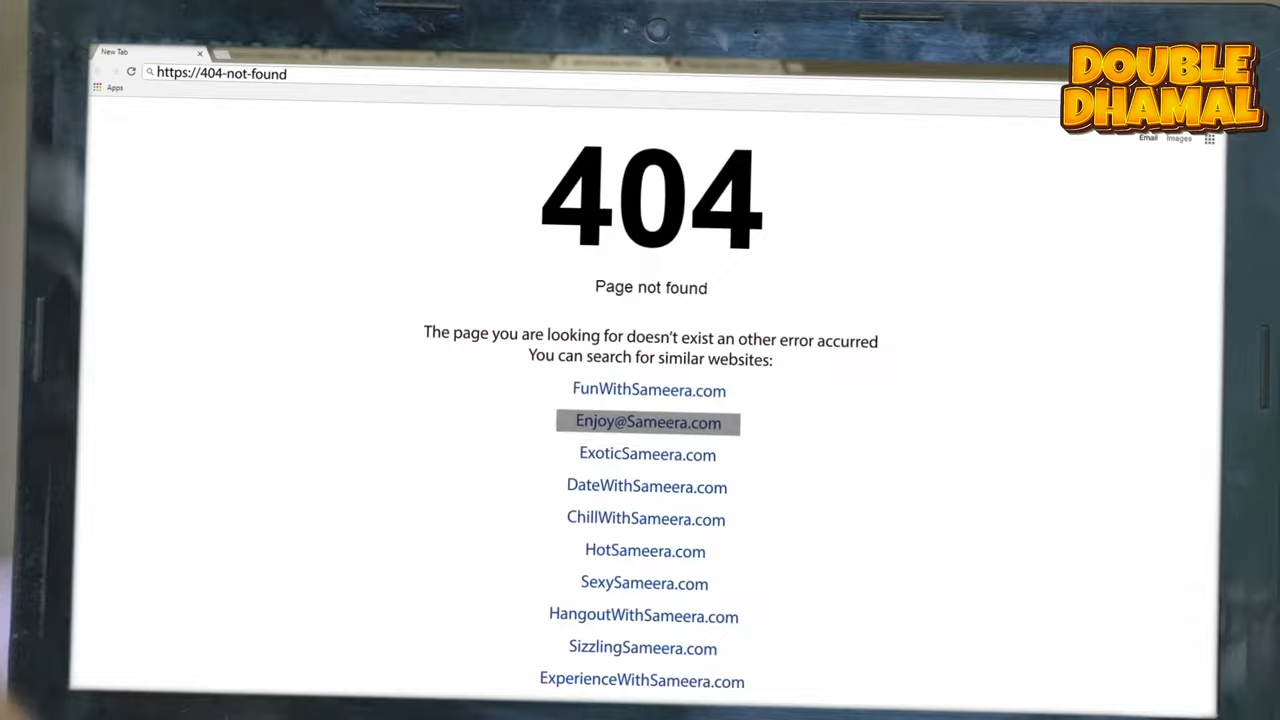 New Tab
https://404-not-found
Apps
DOUBLE
DHAMAL
Email Images
404
Page not found
The page you are looking for doesn't exist an other error accurred
You can search for similar websites:
FunWithSameera.com
Enjoy@Sameera.com
ExoticSameera.com
DateWithSameera.com
ChillWithSameera.com
HotSameera.com
SexySameera.com
HangoutWithSameera.com
SizzlingSameera.com
ExperienceWithSameera.com